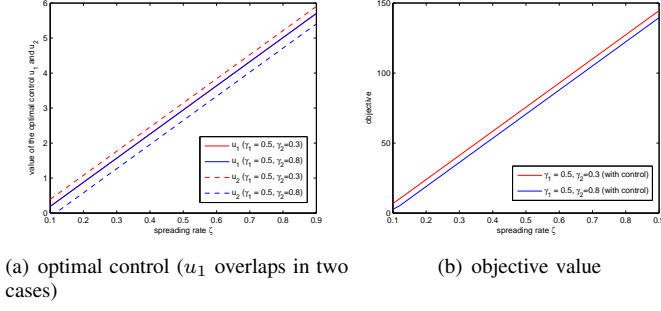 value of the optimal control u₁ and u₂
6
5
4
3
2
1
0
0.1 0.2 0.3 0.4 0.5 0.6 0.7 0.8 0.9
spreading rate ζ
u₁ (γ₁ = 0.5, γ₂=0.3)
u₁ (γ₁ = 0.5, γ₂=0.8)
u₂ (γ₁ = 0.5, γ₂=0.3)
u₂ (γ₁ = 0.5, γ₂=0.8)
(a) optimal control (u₁ overlaps in two
cases)
objective
150
100
50
0
0.1 0.2 0.3 0.4 0.5 0.6 0.7 0.8 0.9
spreading rate ζ
γ₁ = 0.5, γ₂=0.3 (with control)
γ₁ = 0.5, γ₂=0.8 (with control)
(b) objective value